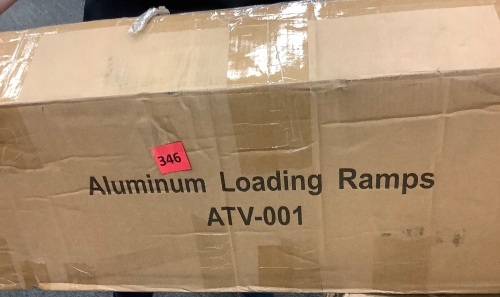 346
Aluminum Loading Ramps
ATV-001